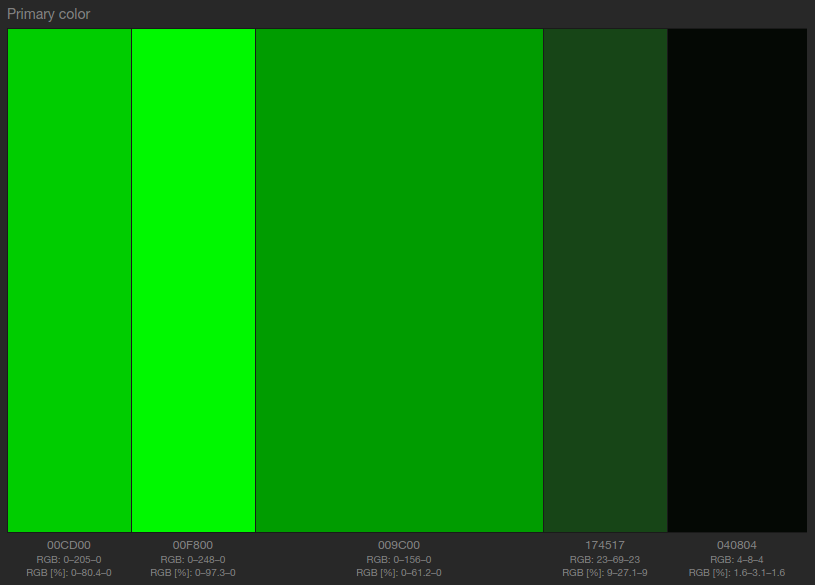 Primary color
00CD00
RGB: 0–205–0
RGB [%]: 0–80.4–0
00F800
RGB: 0–248–0
RGB [%]: 0–97.3–0
009C00
RGB: 0–156–0
RGB [%]: 0–61.2–0
174517
RGB: 23–69–23
RGB [%]: 9–27.1–9
040804
RGB: 4–8–4
RGB [%]: 1.6–3.1–1.6